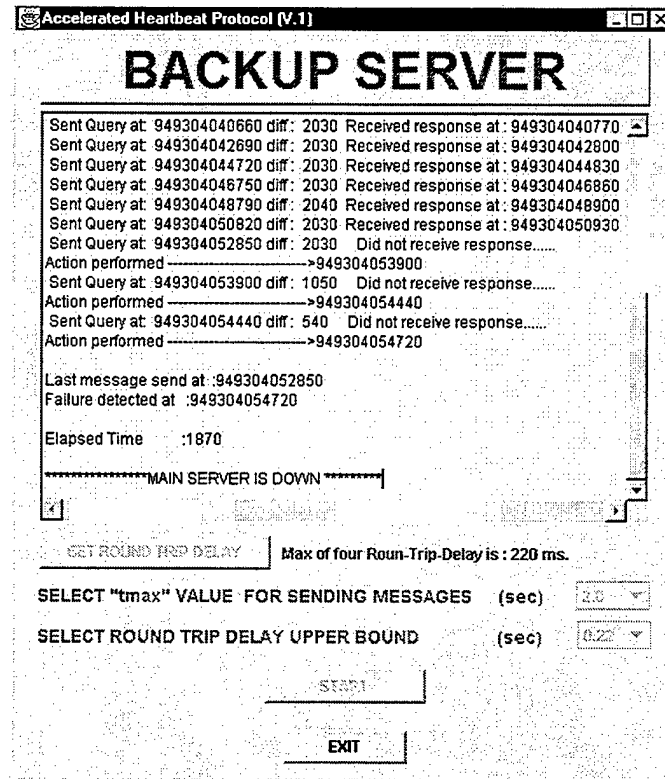 Accelerated Heartbeat Protocol (V.1)
BACKUP SERVER
Sent Query at: 949304040660 diff: 2030 Received response at: 949304040770
Sent Query at: 949304042690 diff: 2030 Received response at: 949304042800
Sent Query at: 949304044720 diff: 2030 Received response at: 949304044830
Sent Query at: 949304046750 diff: 2030 Received response at: 949304046860
Sent Query at: 949304048790 diff: 2040 Received response at: 949304048900
Sent Query at: 949304050820 diff: 2030 Received response at: 949304050930
Sent Query at: 949304052850 diff: 2030 Did not receive response......
Action performed ----------------------------->949304053900
Sent Query at: 949304053900 diff: 1050 Did not receive response......
Action performed ----------------------------->949304054440
Sent Query at: 949304054440 diff: 540 Did not receive response......
Action performed ----------------------------->949304054720
Last message send at :949304052850
Failure detected at :949304054720
Elapsed Time :1870
****************MAIN SERVER IS DOWN *********
GET ROUND TRIP DELAY Max of four Roun-Trip-Delay is : 220 ms.
SELECT "tmax" VALUE FOR SENDING MESSAGES (sec) 2.0
SELECT ROUND TRIP DELAY UPPER BOUND (sec) 0.22
START
EXIT